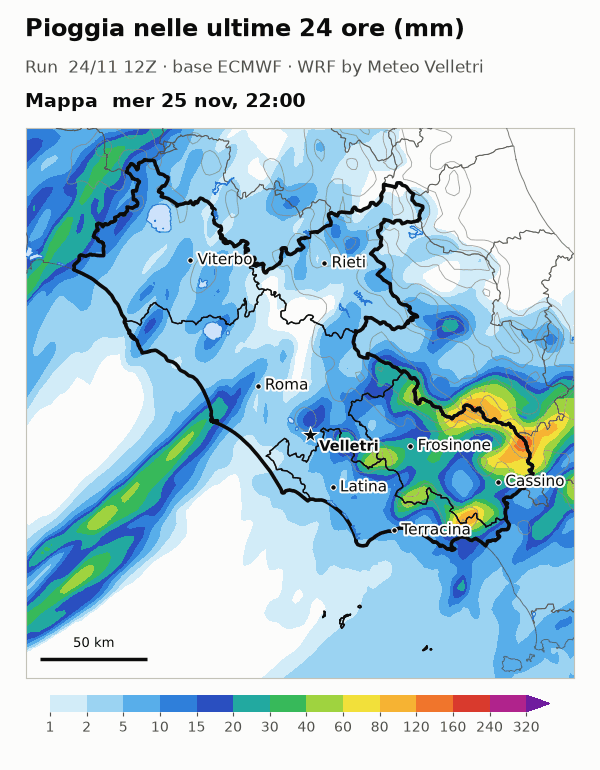 Pioggia nelle ultime 24 ore (mm)
Run 24/11 12Z · base ECMWF · WRF by Meteo Velletri
Mappa mer 25 nov, 22:00
Viterbo
Rieti
Roma
Velletri
Frosinone
Cassino
Latina
Terracina
50 km
1 2 5 10 15 20 30 40 60 80 120 160 240 320